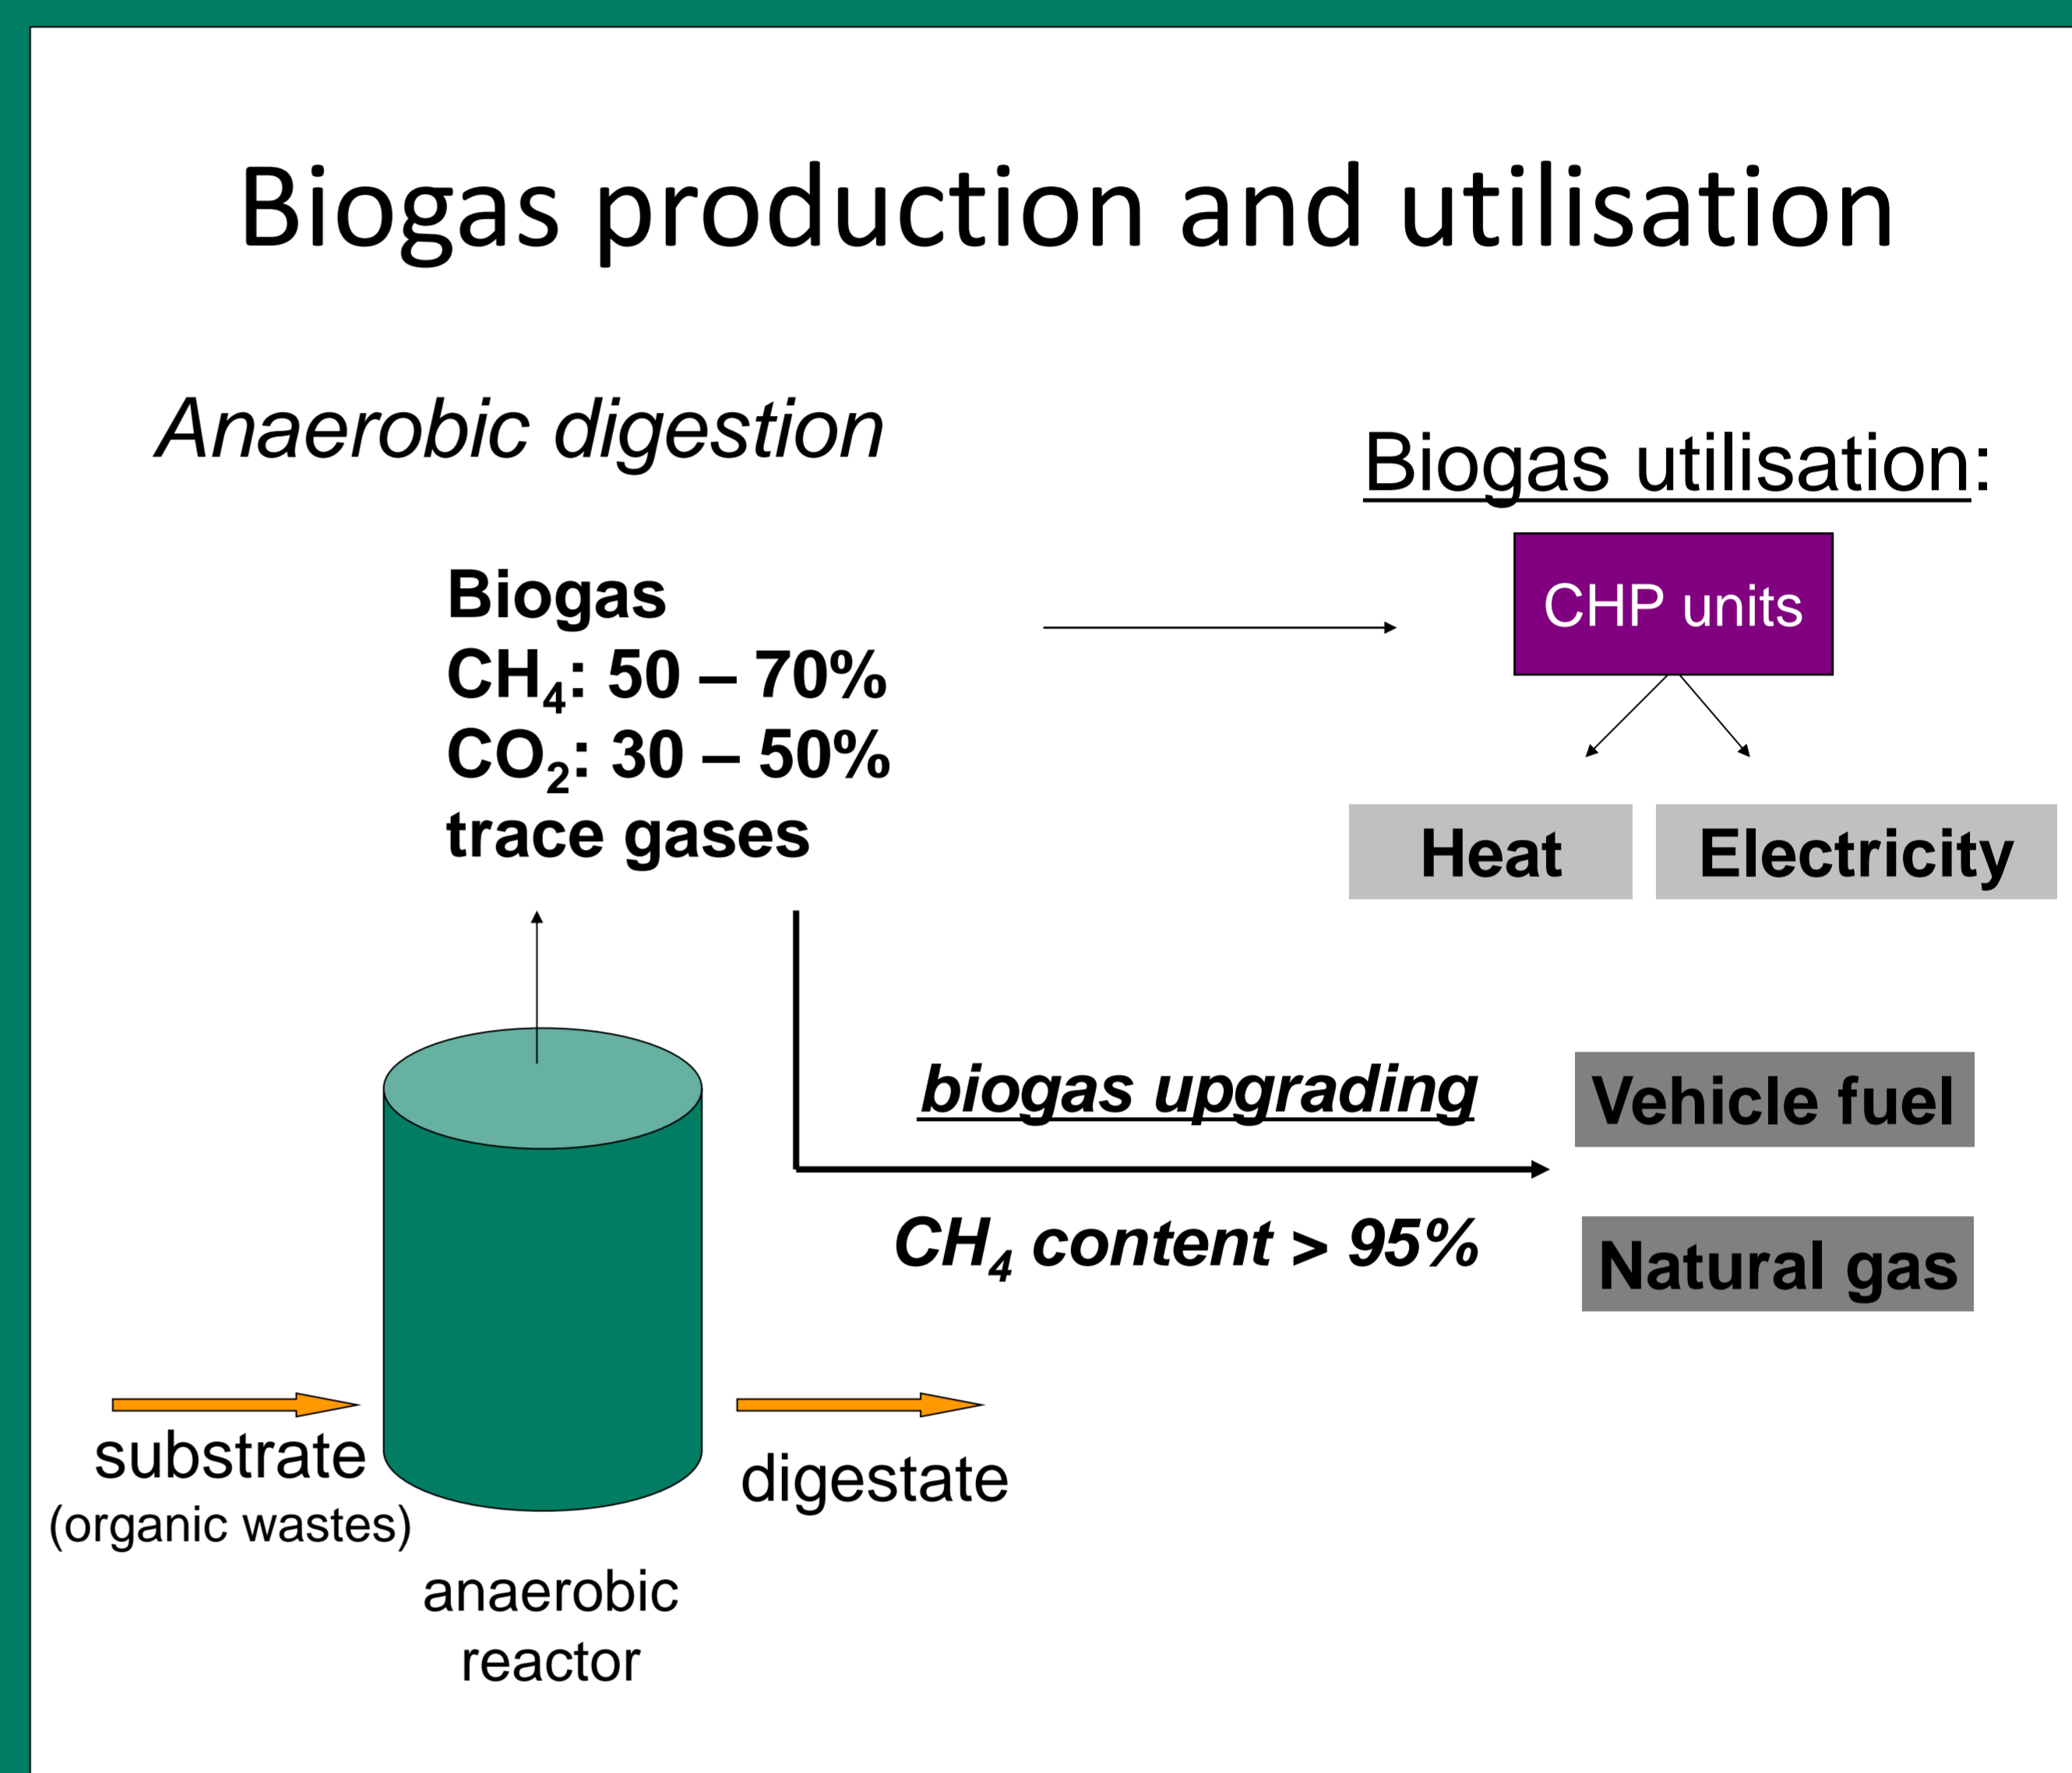 Biogas production and utilisation
Anaerobic digestion
Biogas utilisation:
Biogas
CH₄: 50 – 70%
CO₂: 30 – 50%
trace gases
CHP units
Heat
Electricity
biogas upgrading
CH₄ content > 95%
Vehicle fuel
Natural gas
substrate
(organic wastes)
digestate
anaerobic
reactor